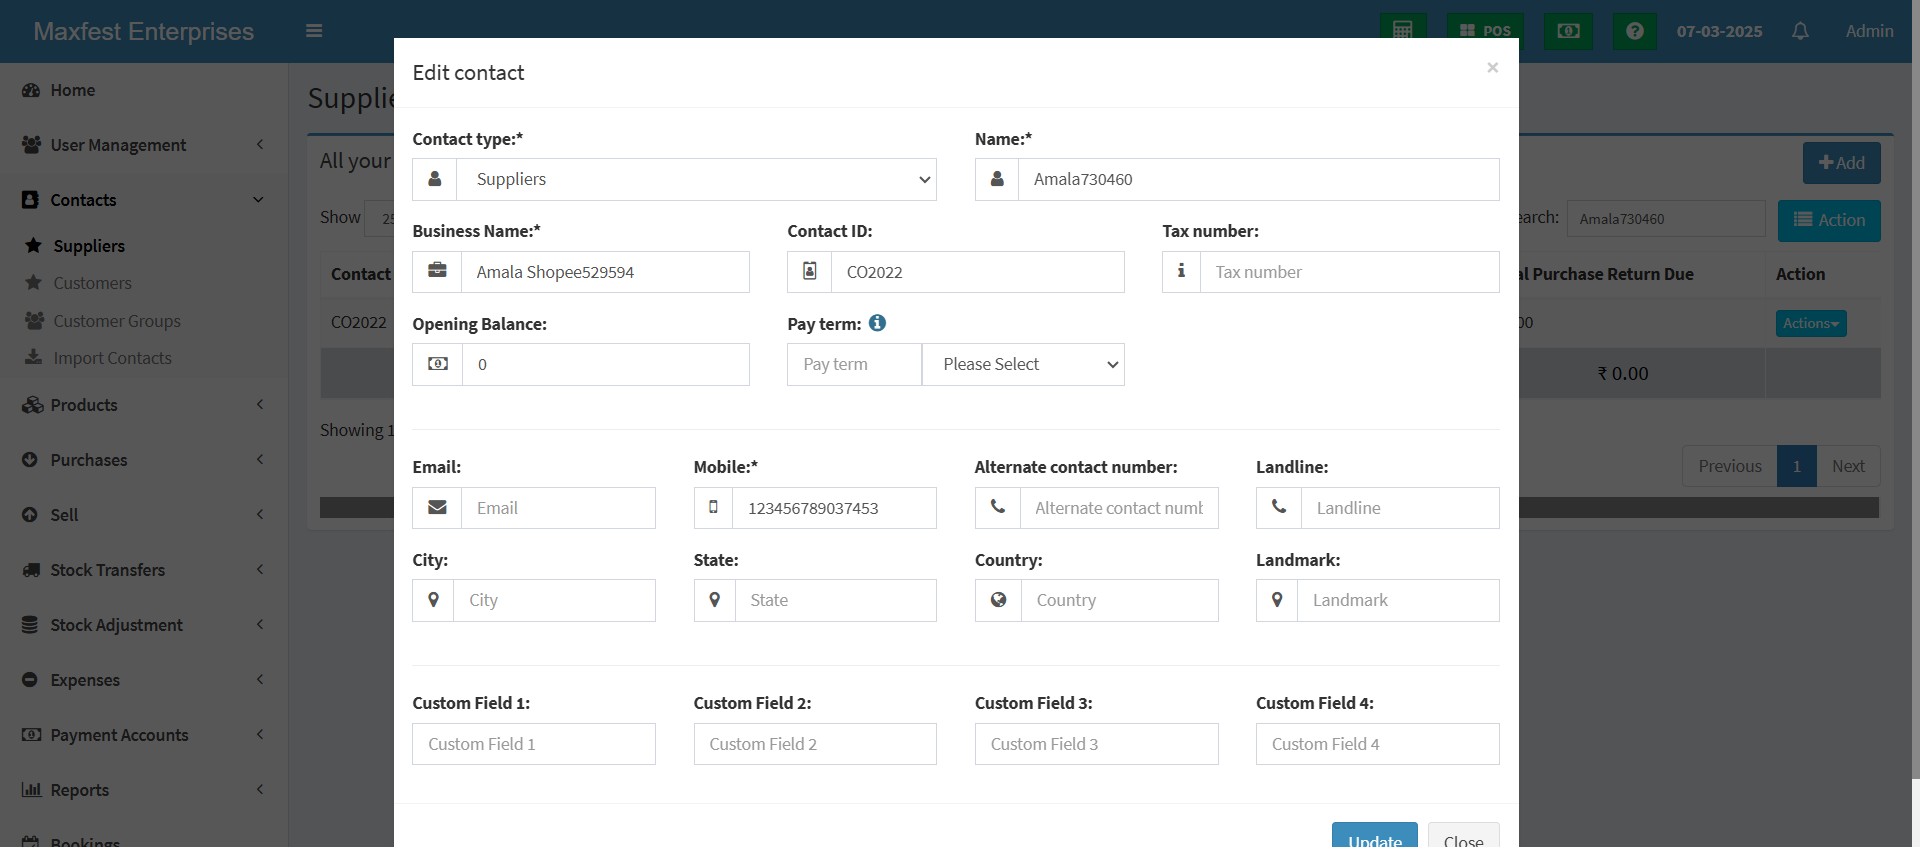 Maxfest Enterprises
POS
07-03-2025
Admin
Edit contact
×
Home
Suppli
User Management
Contact type:*
Name:*
All your
Add
Suppliers
Amala730460
Contacts
Show 25
earch:
Amala730460
Action
Business Name:*
Contact ID:
Tax number:
Suppliers
Amala Shopee529594
CO2022
Tax number
Contact
al Purchase Return Due
Action
Customers
Customer Groups
CO2022
Opening Balance:
Pay term:
00
Actions
Import Contacts
0
Pay term
Please Select
₹ 0.00
Products
Showing 1
Purchases
Email:
Mobile:*
Alternate contact number:
Landline:
Previous
1
Next
Sell
Email
123456789037453
Alternate contact numb
Landline
Stock Transfers
City:
State:
Country:
Landmark:
City
State
Country
Landmark
Stock Adjustment
Expenses
Custom Field 1:
Custom Field 2:
Custom Field 3:
Custom Field 4:
Payment Accounts
Custom Field 1
Custom Field 2
Custom Field 3
Custom Field 4
Reports
Bookings
Update
Close